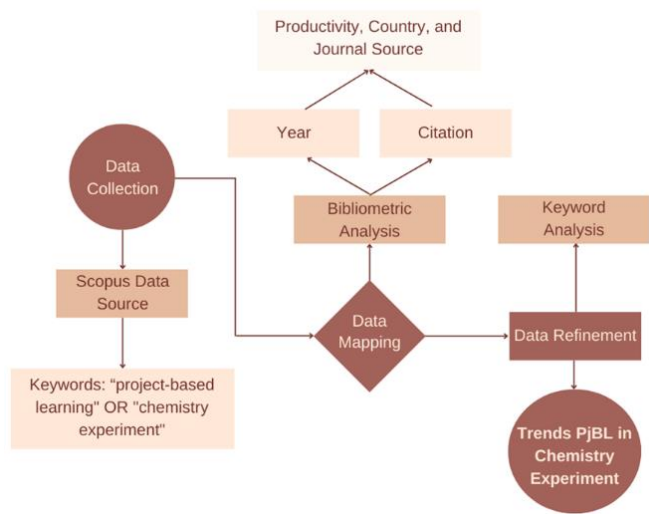 Productivity, Country, and
Journal Source
Year
Citation
Data
Collection
Bibliometric
Analysis
Keyword
Analysis
Scopus Data
Source
Data
Mapping
Data Refinement
Keywords: “project-based
learning" OR "chemistry
experiment"
Trends PjBL in
Chemistry
Experiment